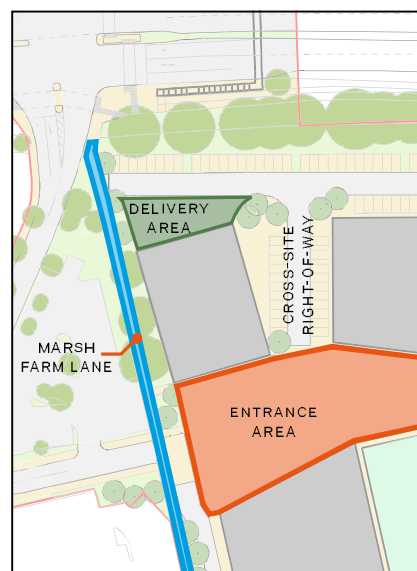 DELIVERY
AREA
CROSS-SITE
RIGHT-OF-WAY
MARSH
FARM LANE
ENTRANCE
AREA